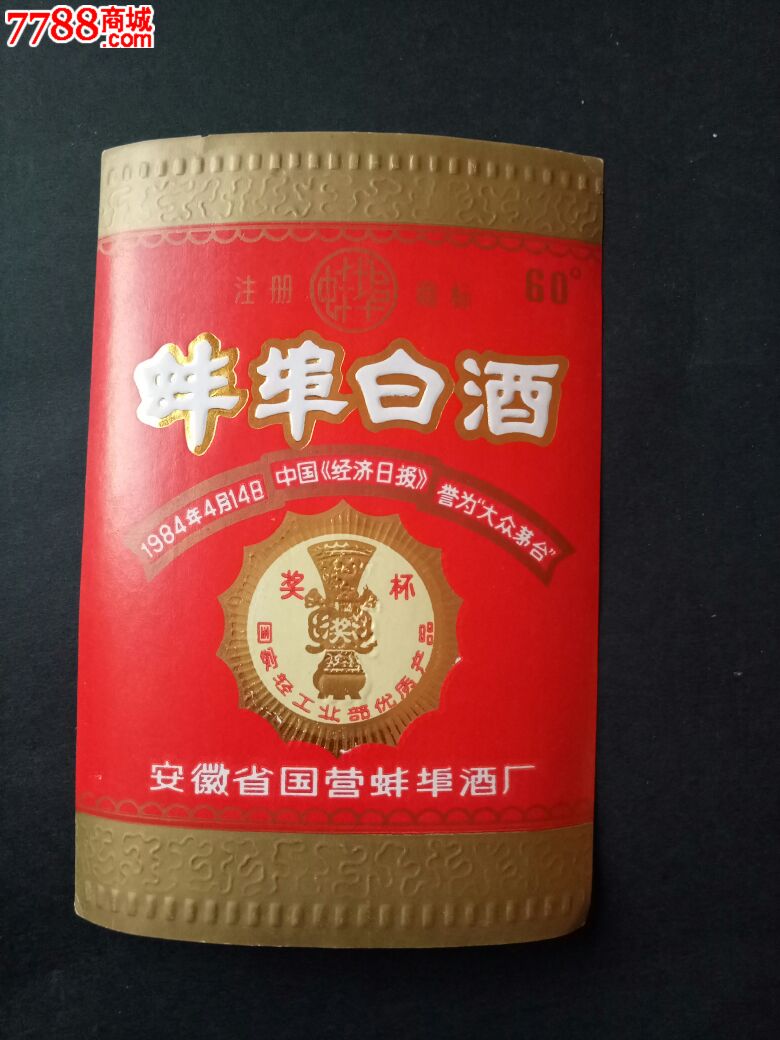 7788商城
注册 蚌埠 商标 60°
蚌埠白酒
1984年4月14日 中国《经济日报》 誉为"大众茅台"
奖杯
奖
国家轻工业部优质产品
安徽省国营蚌埠酒厂